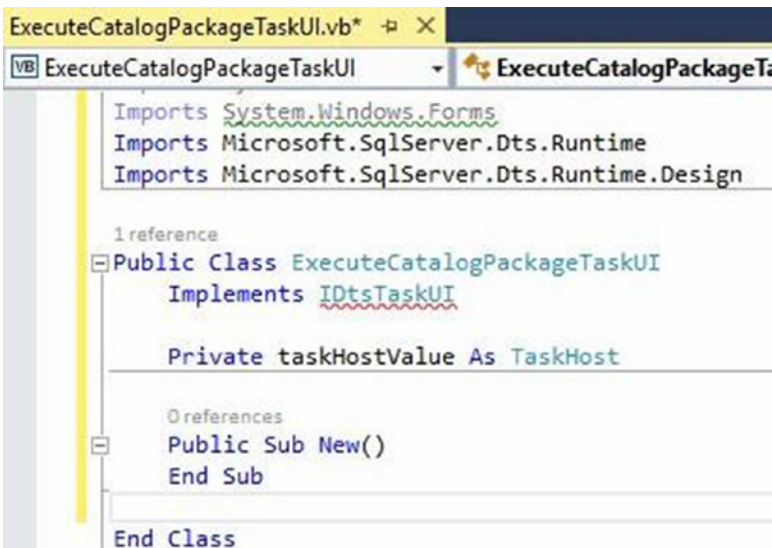 ExecuteCatalogPackageTaskUI.vb*
VB ExecuteCatalogPackageTaskUI ExecuteCatalogPackageTa
Imports System.Windows.Forms
Imports Microsoft.SqlServer.Dts.Runtime
Imports Microsoft.SqlServer.Dts.Runtime.Design
1 reference
Public Class ExecuteCatalogPackageTaskUI
Implements IDtsTaskUI
Private taskHostValue As TaskHost
0 references
Public Sub New()
End Sub
End Class